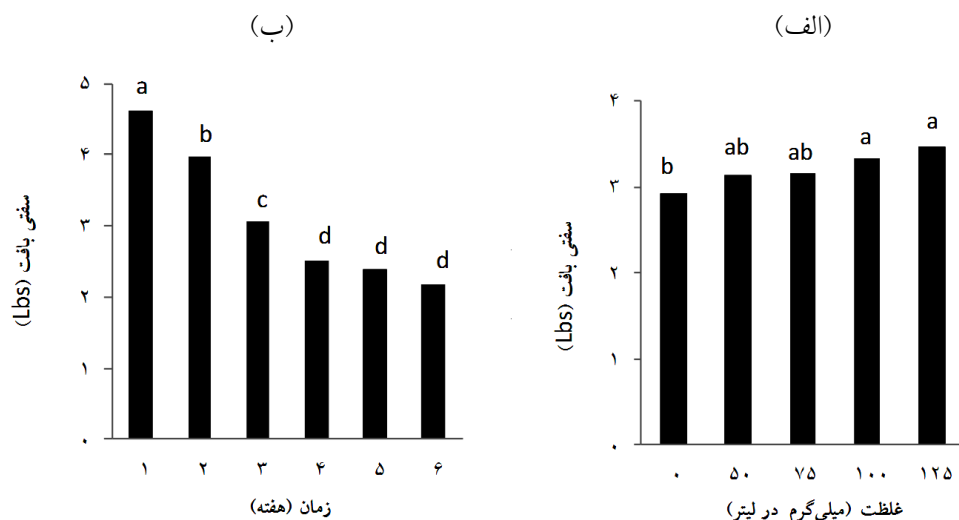 (الف)
سفتی بافت (Lbs)
۴
۳
۲
۱
۰
b
ab
ab
a
a
۰ ۵۰ ۷۵ ۱۰۰ ۱۲۵
غلظت (میلی‌گرم در لیتر)
(ب)
سفتی بافت (Lbs)
۵
۴
۳
۲
۱
۰
a
b
c
d
d
d
۱ ۲ ۳ ۴ ۵ ۶
زمان (هفته)